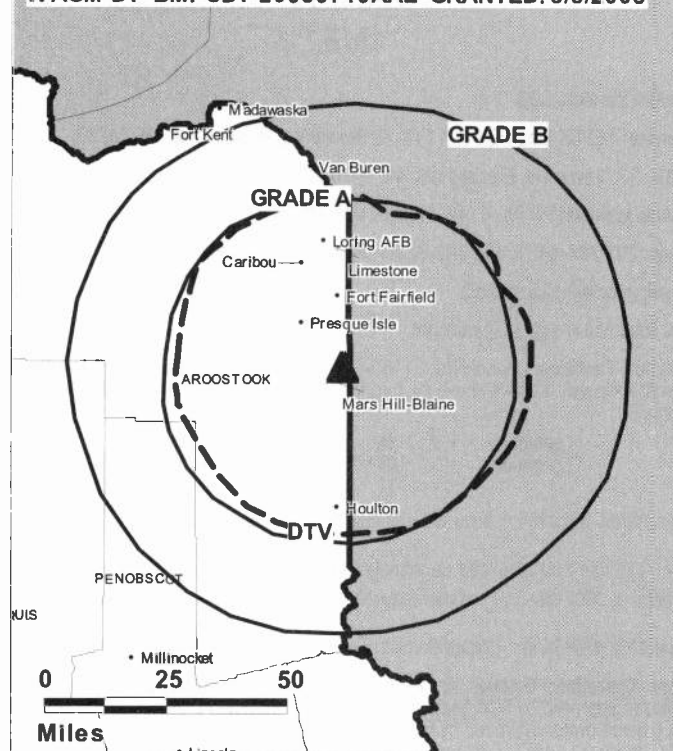 Madawaska
GRADE B
Fort Kent
Van Buren
GRADE A
Loring AFB
Caribou
Limestone
Fort Fairfield
Presque Isle
AROOSTOOK
Mars Hill-Blaine
Houlton
DTV
PENOBSCOT
UIS
Millinocket
0 25 50
Miles